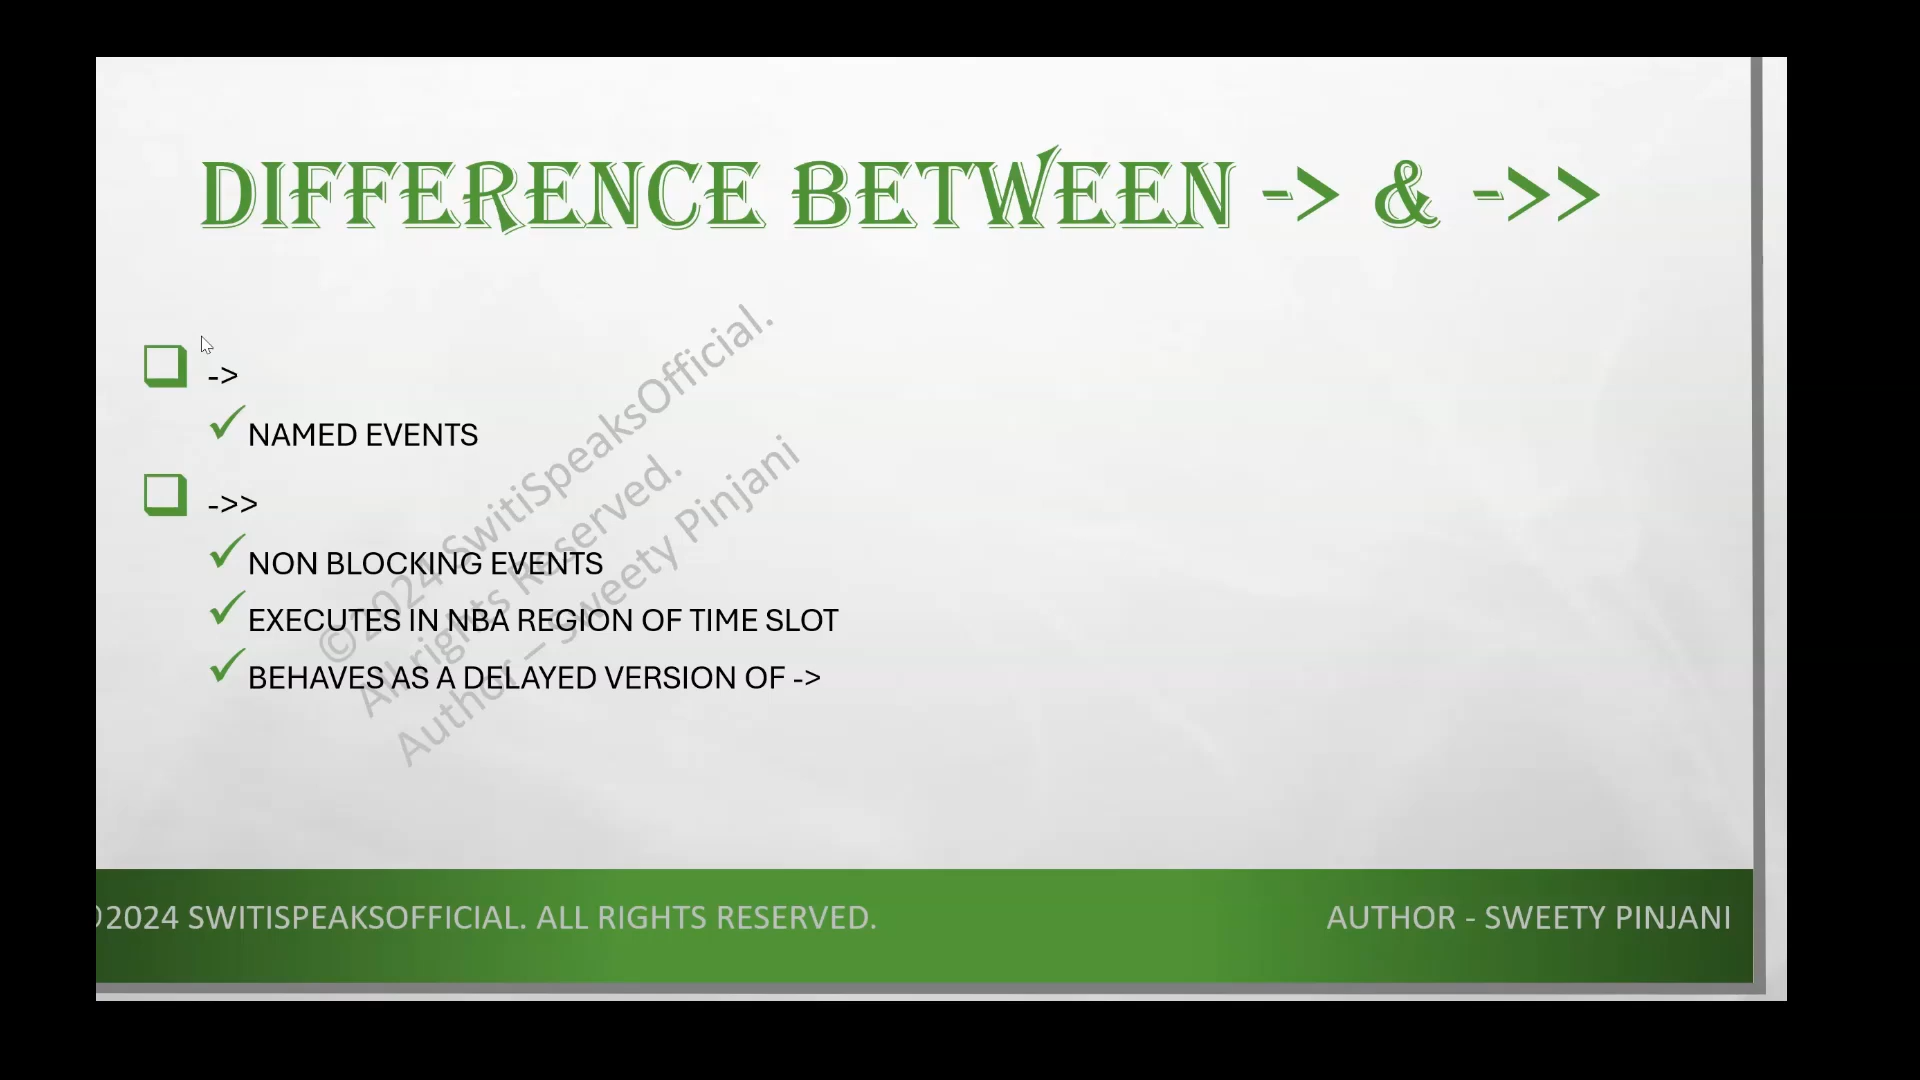 DIFFERENCE BETWEEN -> & ->>
->
NAMED EVENTS
->>
NON BLOCKING EVENTS
EXECUTES IN NBA REGION OF TIME SLOT
BEHAVES AS A DELAYED VERSION OF ->
©2024 SwitiSpeaksOfficial.
All rights Reserved.
Author – Sweety Pinjani
©2024 SWITISPEAKSOFFICIAL. ALL RIGHTS RESERVED.
AUTHOR - SWEETY PINJANI